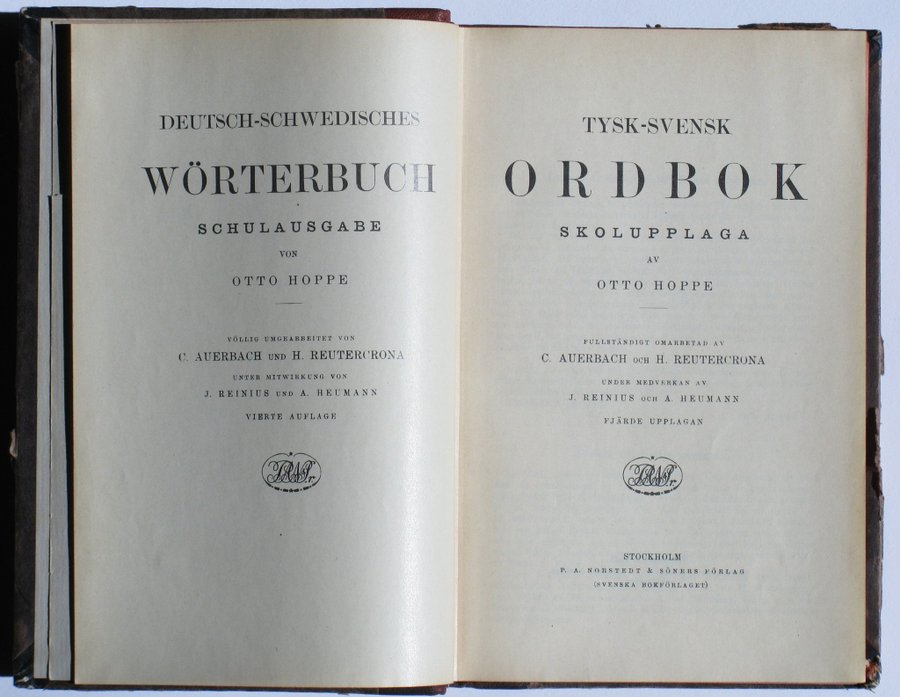 DEUTSCH-SCHWEDISCHES
WÖRTERBUCH
SCHULAUSGABE
VON
OTTO HOPPE
VÖLLIG UMGEARBEITET VON
C. AUERBACH UND H. REUTERCRONA
UNTER MITWIRKUNG VON
J. REINIUS UND A. HEUMANN
VIERTE AUFLAGE
TYSK-SVENSK
ORDBOK
SKOLUPPLAGA
AV
OTTO HOPPE
FULLSTÄNDIGT OMARBETAD AV
C. AUERBACH OCH H. REUTERCRONA
UNDER MEDVERKAN AV
J. REINIUS OCH A. HEUMANN
FJÄRDE UPPLAGAN
STOCKHOLM
P. A. NORSTEDT & SÖNERS FÖRLAG
(SVENSKA BOKFÖRLAGET)